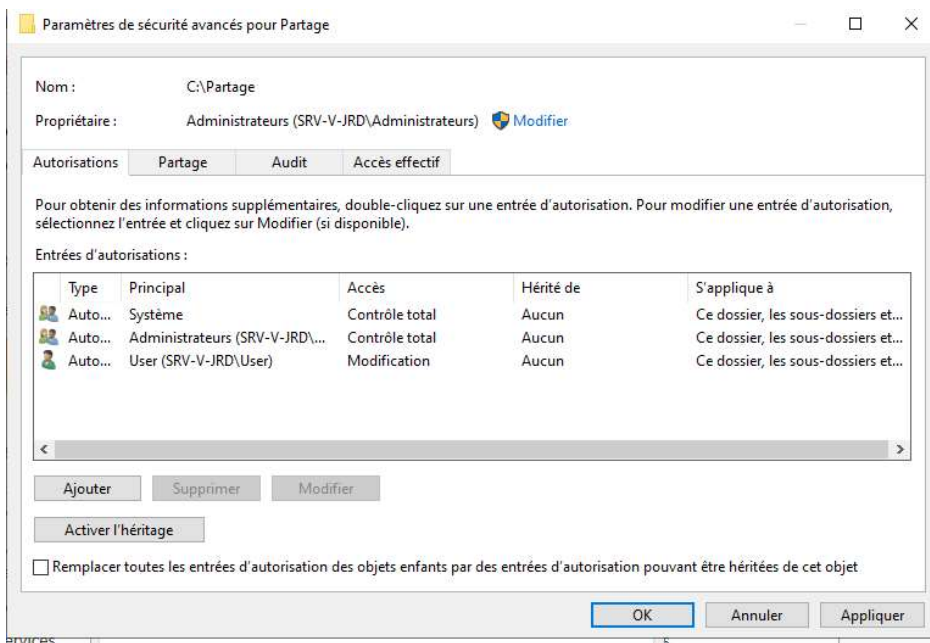 Paramètres de sécurité avancés pour Partage
Nom : C:\Partage
Propriétaire : Administrateurs (SRV-V-JRD\Administrateurs) Modifier
Autorisations Partage Audit Accès effectif
Pour obtenir des informations supplémentaires, double-cliquez sur une entrée d'autorisation. Pour modifier une entrée d'autorisation,
sélectionnez l'entrée et cliquez sur Modifier (si disponible).
Entrées d'autorisations :
Type Principal Accès Hérité de S'applique à
Auto... Système Contrôle total Aucun Ce dossier, les sous-dossiers et...
Auto... Administrateurs (SRV-V-JRD\... Contrôle total Aucun Ce dossier, les sous-dossiers et...
Auto... User (SRV-V-JRD\User) Modification Aucun Ce dossier, les sous-dossiers et...
Ajouter Supprimer Modifier
Activer l'héritage
Remplacer toutes les entrées d'autorisation des objets enfants par des entrées d'autorisation pouvant être héritées de cet objet
OK Annuler Appliquer